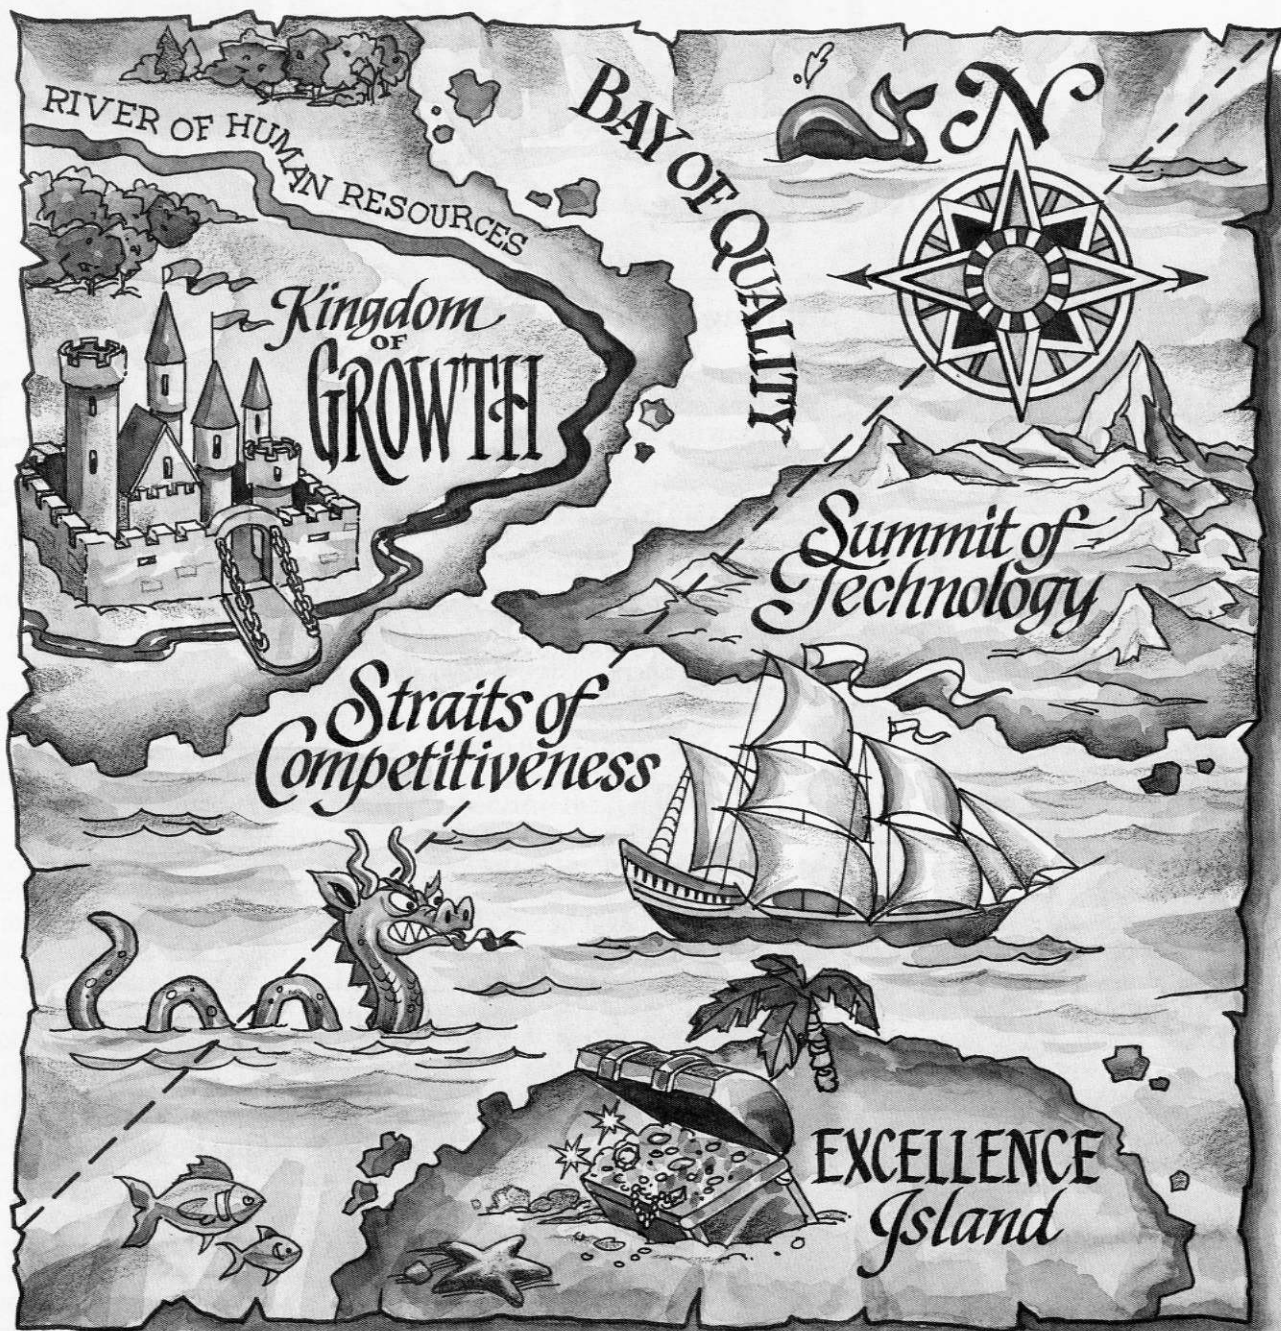 RIVER OF HUMAN RESOURCES
BAY OF QUALITY
N
Kingdom
OF
GROWTH
Summit of
Technology
Straits of
Competitiveness
EXCELLENCE
Island